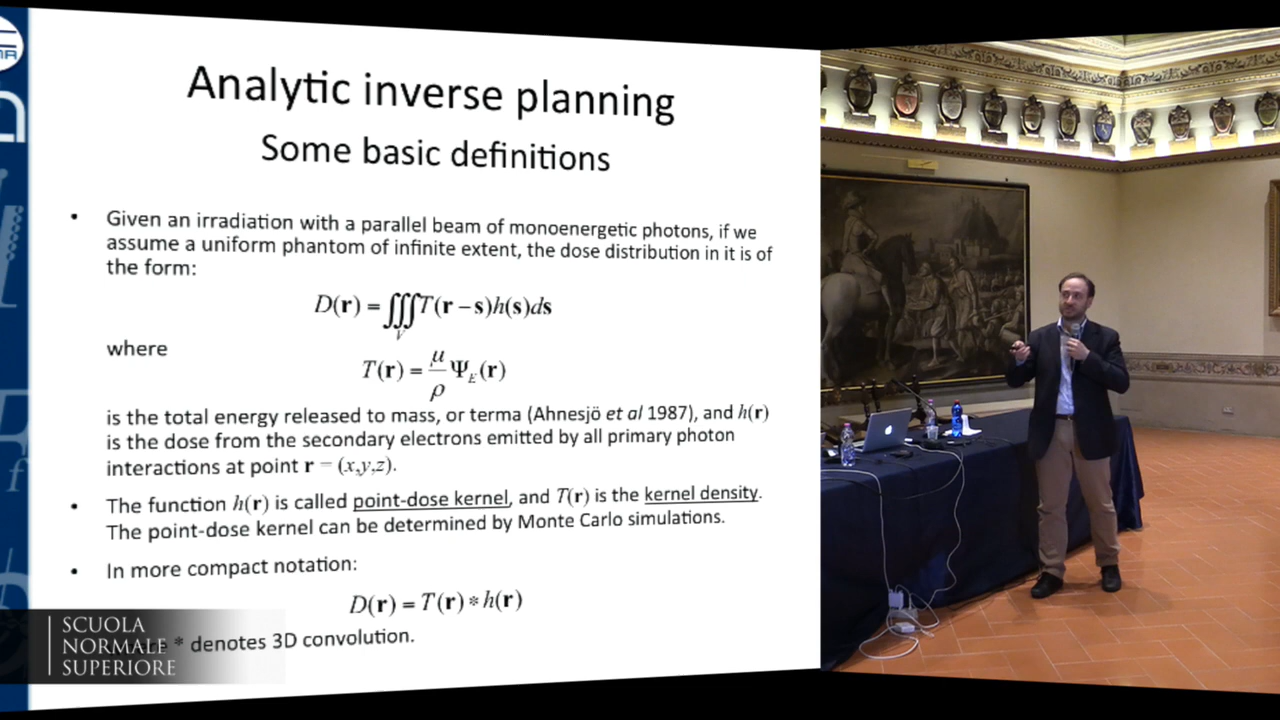 Analytic inverse planning
Some basic definitions
• Given an irradiation with a parallel beam of monoenergetic photons, if we
assume a uniform phantom of infinite extent, the dose distribution in it is of
the form:
D(r) = ∭T(r − s)h(s)ds
V
where
T(r) = μ/ρ Ψ_E(r)
is the total energy released to mass, or terma (Ahnesjö et al 1987), and h(r)
is the dose from the secondary electrons emitted by all primary photon
interactions at point r = (x,y,z).
• The function h(r) is called point-dose kernel, and T(r) is the kernel density.
The point-dose kernel can be determined by Monte Carlo simulations.
• In more compact notation:
D(r) = T(r) * h(r)
* denotes 3D convolution.
SCUOLA
NORMALE
SUPERIORE